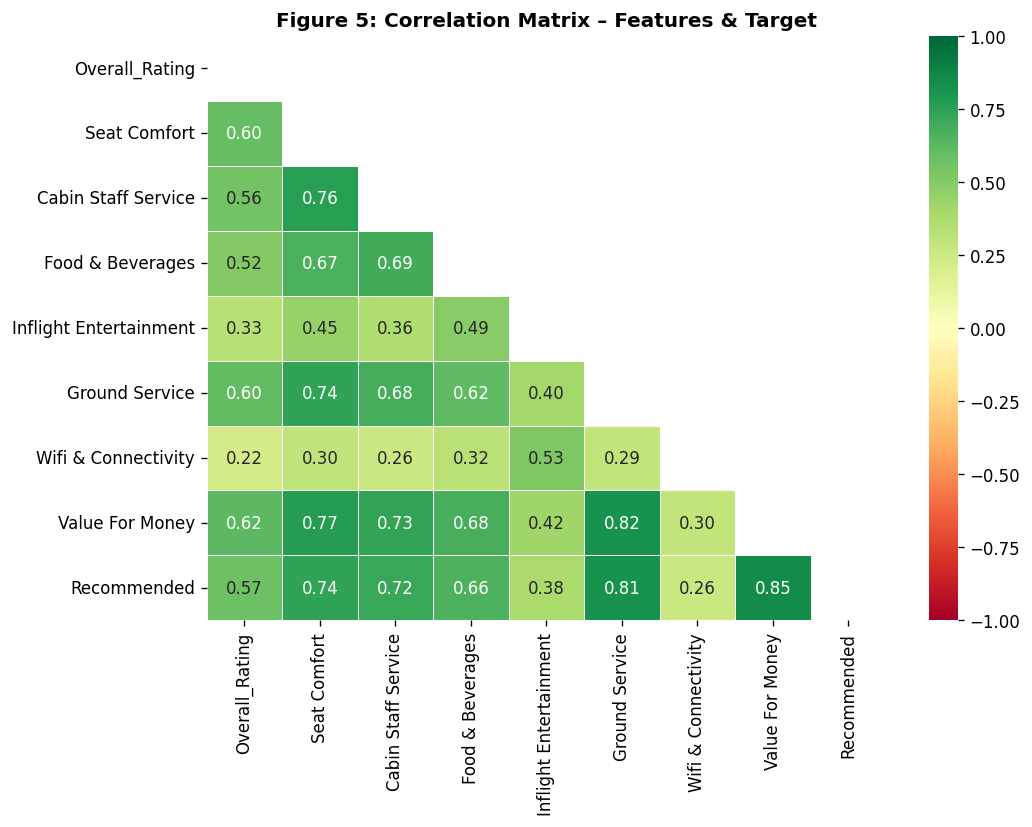 Figure 5: Correlation Matrix – Features & Target
Overall_Rating
Seat Comfort 0.60
Cabin Staff Service 0.56 0.76
Food & Beverages 0.52 0.67 0.69
Inflight Entertainment 0.33 0.45 0.36 0.49
Ground Service 0.60 0.74 0.68 0.62 0.40
Wifi & Connectivity 0.22 0.30 0.26 0.32 0.53 0.29
Value For Money 0.62 0.77 0.73 0.68 0.42 0.82 0.30
Recommended 0.57 0.74 0.72 0.66 0.38 0.81 0.26 0.85
Overall_Rating
Seat Comfort
Cabin Staff Service
Food & Beverages
Inflight Entertainment
Ground Service
Wifi & Connectivity
Value For Money
Recommended
1.00
0.75
0.50
0.25
0.00
−0.25
−0.50
−0.75
−1.00